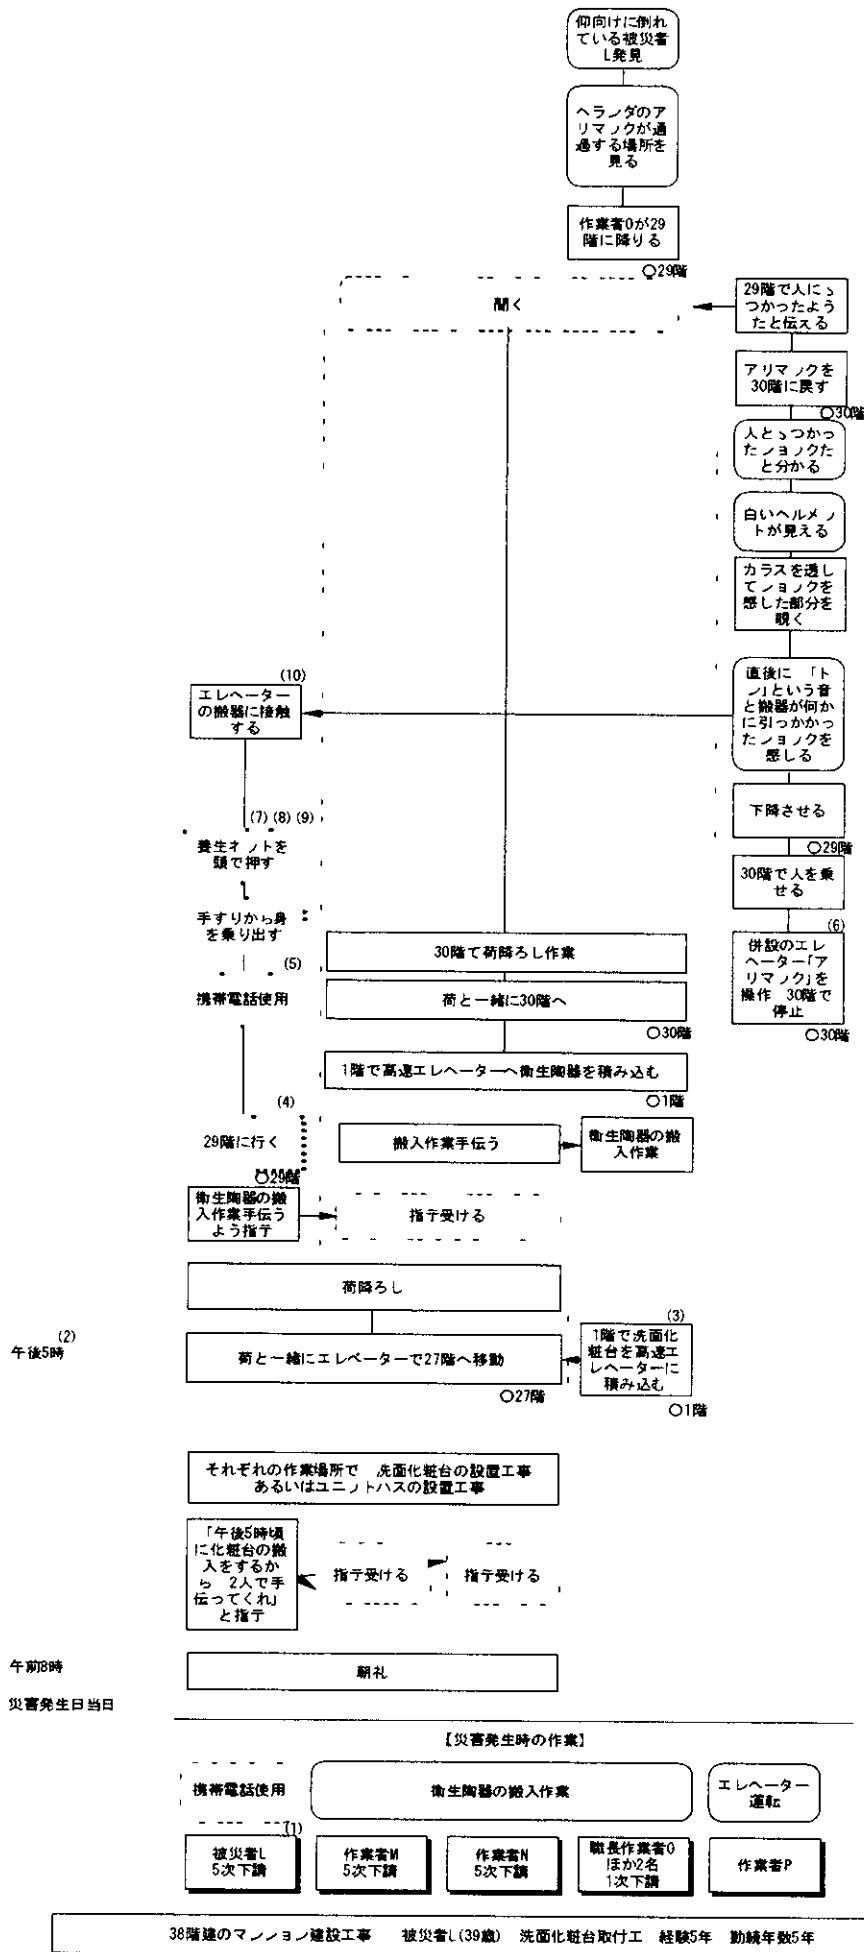 仰向けに倒れ
ている被災者
L発見
ヘランダのア
リマックが通
過する場所を
見る
作業者Oが29
階に降りる
○29階
聞く
29階で人にぶ
つかったよう
たと伝える
アリマックを
30階に戻す
○30階
人とぶつかっ
たショックた
と分かる
白いヘルメッ
トが見える
カラスを透し
てショックを
感した部分を
覗く
(10)
エレヘーター
の搬器に接触
する
直後に 「ト
ン」という音
と搬器が何か
に引っかかっ
たショックを
感じる
下降させる
○29階
(7) (8) (9)
養生ネットを
頭で押す
30階で人を乗
せる
手すりから身
を乗り出す
(6)
併設のエレ
ーター「ア
リマック」を
操作 30階で
停止
○30階
30階て荷降ろし作業
(5)
携帯電話使用
荷と一緒に30階へ
○30階
1階で高速エレヘーターへ衛生陶器を積み込む
○1階
(4)
29階に行く
○29階
搬入作業手伝う
衛生陶器の搬
入作業
衛生陶器の搬
入作業手伝う
よう指示
指示受ける
荷降ろし
(2)
午後5時
荷と一緒にエレベーターで27階へ移動
○27階
(3)
1階で洗面化
粧台を高速エ
レヘーターに
積み込む
○1階
それぞれの作業場所で 洗面化粧台の設置工事
あるいはユニットハスの設置工事
「午後5時頃
に化粧台の搬
入をするか
ら 2人で手
伝ってくれ」
と指示
指示受ける
指示受ける
午前8時
朝礼
災害発生日当日
【災害発生時の作業】
携帯電話使用
衛生陶器の搬入作業
エレヘーター
運転
(1)
被災者L
5次下請
作業者M
5次下請
作業者N
5次下請
職長作業者O
ほか2名
1次下請
作業者P
38階建のマンション建設工事 被災者L(39歳) 洗面化粧台取付工 経験5年 勤続年数5年